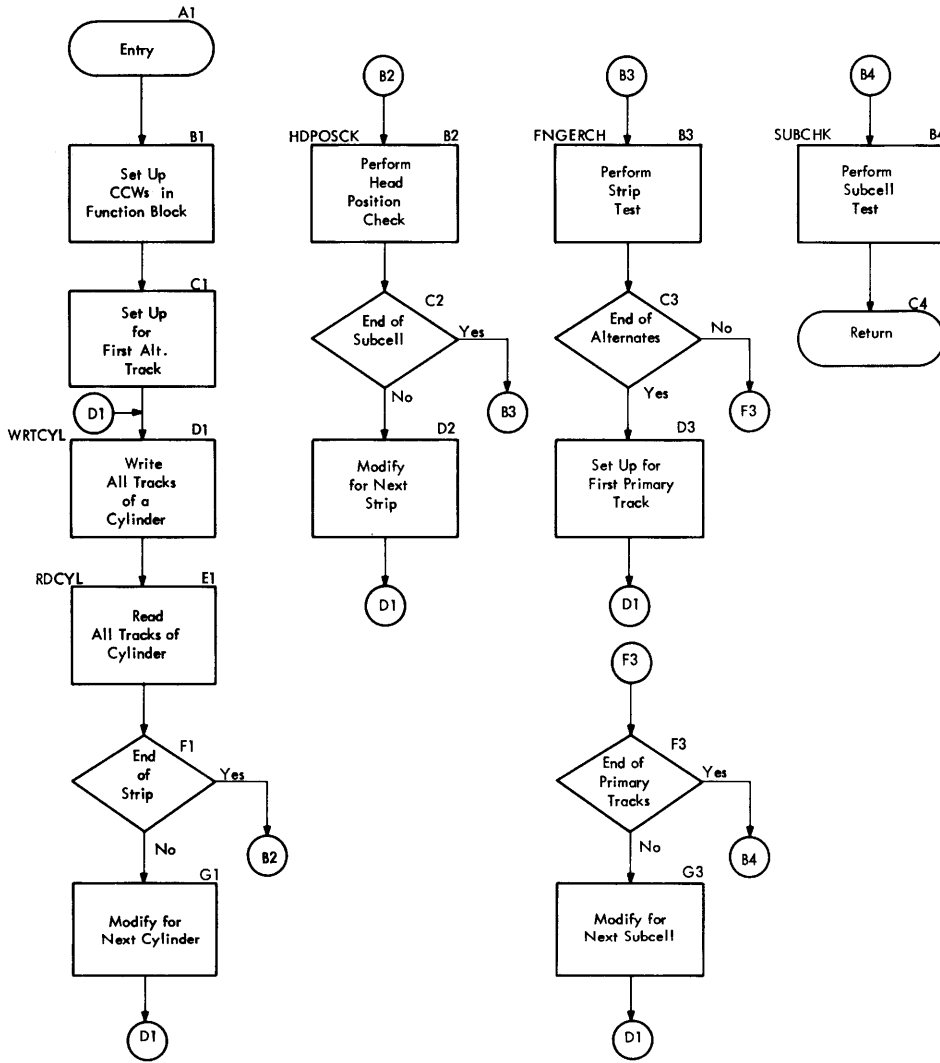 A1
Entry
B1
Set Up
CCWs in
Function Block
C1
Set Up
for
First Alt.
Track
D1
WRTCYL
D1
Write
All Tracks
of a
Cylinder
RDCYL
E1
Read
All Tracks of
Cylinder
F1
End
of
Strip
Yes
B2
No
G1
Modify for
Next Cylinder
D1
B2
HDPOSCK
B2
Perform
Head
Position
Check
C2
End of
Subcell
Yes
B3
No
D2
Modify
for Next
Strip
D1
B3
FNGERCH
B3
Perform
Strip
Test
C3
End of
Alternates
No
F3
Yes
D3
Set Up for
First Primary
Track
D1
F3
F3
End of
Primary
Tracks
Yes
B4
No
G3
Modify for
Next Subcell
D1
B4
SUBCHK
B4
Perform
Subcell
Test
C4
Return